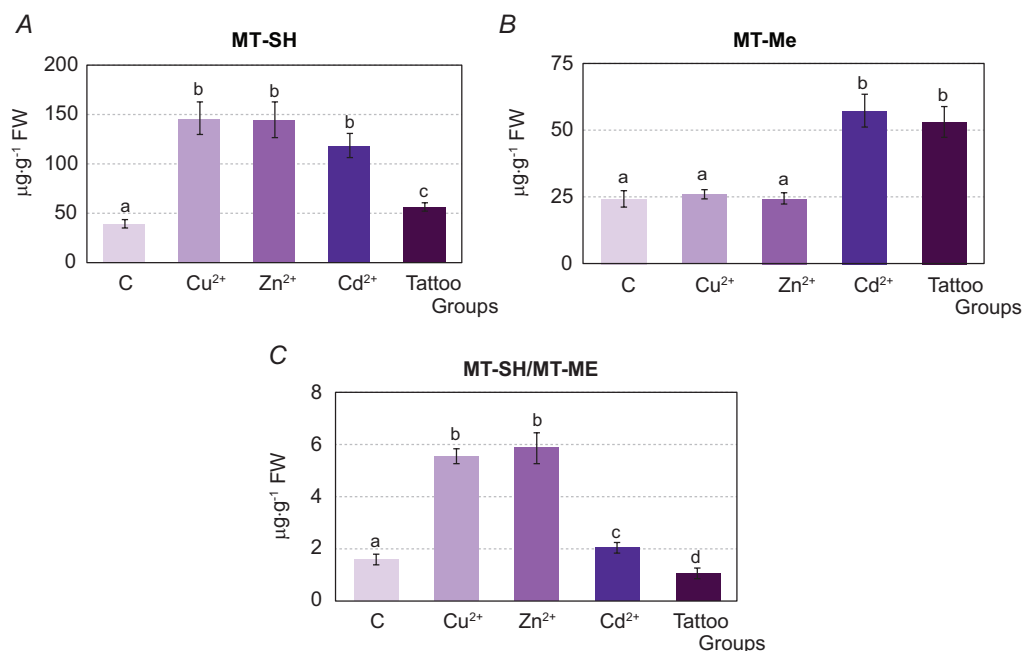 A
MT-SH
200
150
100
50
0
µg·g⁻¹ FW
a
b
b
b
c
C Cu²⁺ Zn²⁺ Cd²⁺ Tattoo
Groups
B
MT-Me
75
50
25
0
µg·g⁻¹ FW
a
a
a
b
b
C Cu²⁺ Zn²⁺ Cd²⁺ Tattoo
Groups
C
MT-SH/MT-ME
8
6
4
2
0
µg·g⁻¹ FW
a
b
b
c
d
C Cu²⁺ Zn²⁺ Cd²⁺ Tattoo
Groups